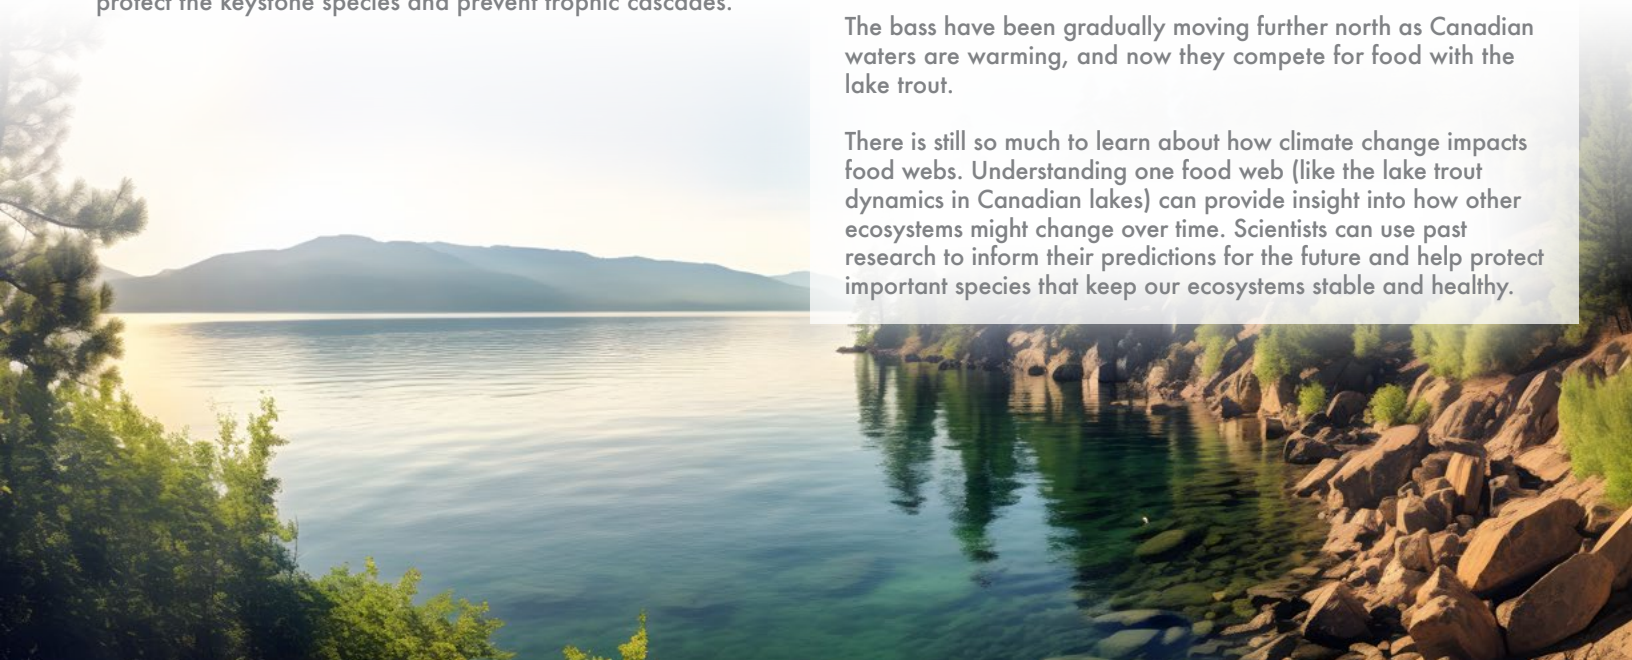 protect the keystone species and prevent trophic cascades.
The bass have been gradually moving further north as Canadian
waters are warming, and now they compete for food with the
lake trout.
There is still so much to learn about how climate change impacts
food webs. Understanding one food web (like the lake trout
dynamics in Canadian lakes) can provide insight into how other
ecosystems might change over time. Scientists can use past
research to inform their predictions for the future and help protect
important species that keep our ecosystems stable and healthy.